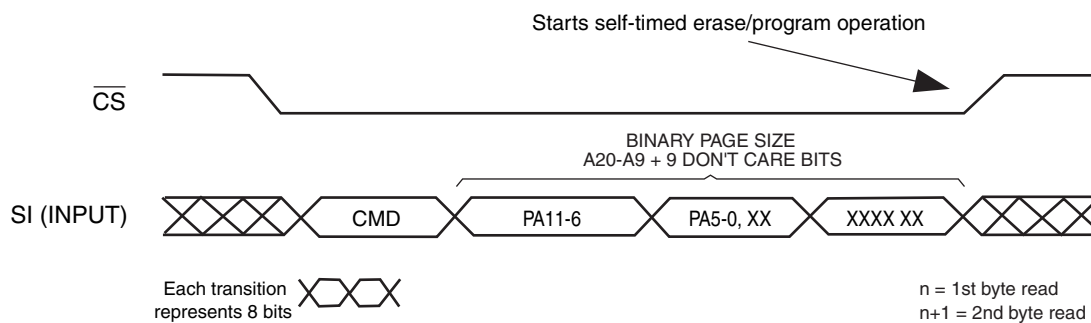 Starts self-timed erase/program operation
CS
BINARY PAGE SIZE
A20-A9 + 9 DON'T CARE BITS
SI (INPUT)
CMD
PA11-6
PA5-0, XX
XXXX XX
Each transition
represents 8 bits
n = 1st byte read
n+1 = 2nd byte read